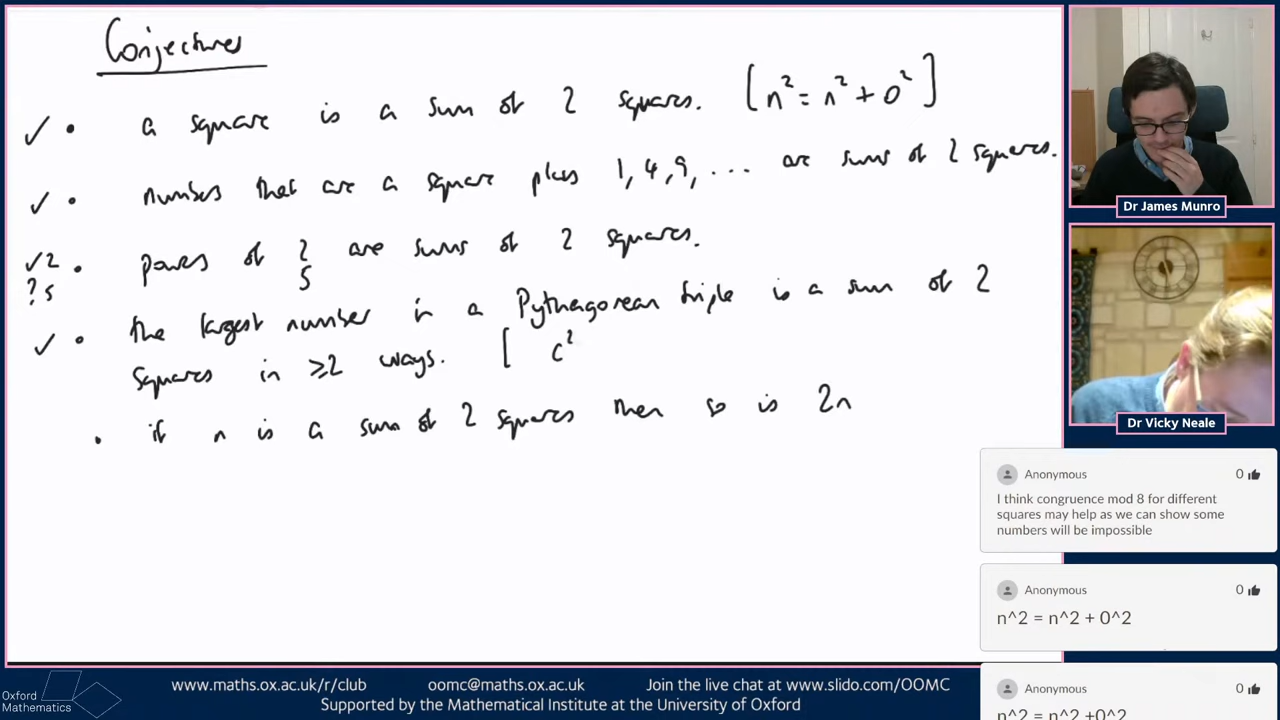 Conjectures
✓ • a square is a sum of 2 squares. [n² = n² + 0²]
✓ • numbers that are a square plus 1, 4, 9, ... are sums of 2 squares.
✓2 • powers of 2 are sums of 2 squares.
? 5 5
✓ • the largest number in a Pythagorean triple is a sum of 2
squares in ≥2 ways. [ c²
• if n is a sum of 2 squares then so is 2n
Dr James Munro
Dr Vicky Neale
Anonymous 0
I think congruence mod 8 for different
squares may help as we can show some
numbers will be impossible
Anonymous 0
n^2 = n^2 + 0^2
Anonymous 0
n^2 = n^2 +0^2
Oxford
Mathematics
www.maths.ox.ac.uk/r/club oomc@maths.ox.ac.uk Join the live chat at www.slido.com/OOMC
Supported by the Mathematical Institute at the University of Oxford